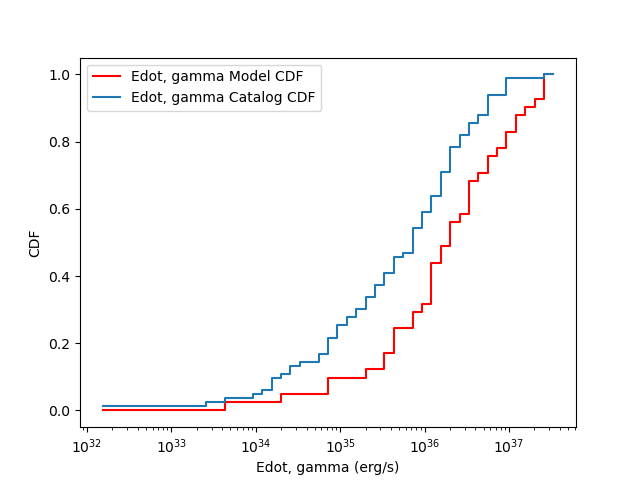 Edot, gamma Model CDF
Edot, gamma Catalog CDF
1.0
0.8
0.6
0.4
0.2
0.0
CDF
10^32 10^33 10^34 10^35 10^36 10^37
Edot, gamma (erg/s)